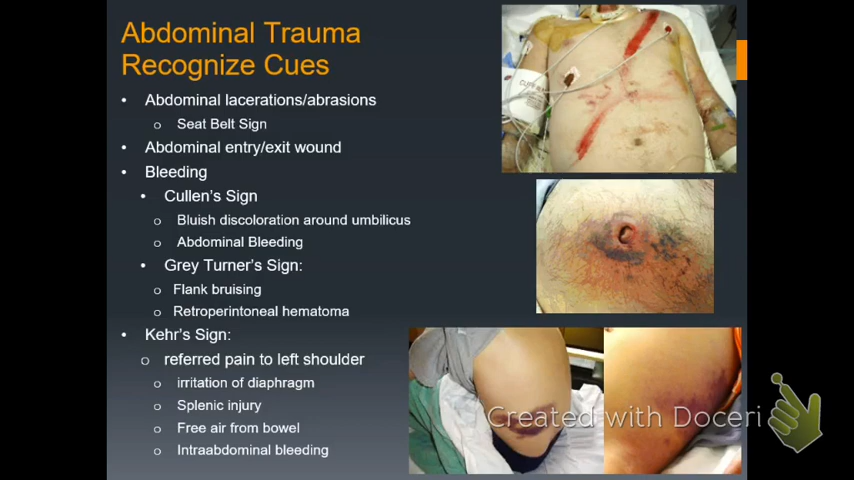 Abdominal Trauma
Recognize Cues
• Abdominal lacerations/abrasions
o Seat Belt Sign
• Abdominal entry/exit wound
• Bleeding
• Cullen's Sign
o Bluish discoloration around umbilicus
o Abdominal Bleeding
• Grey Turner's Sign:
o Flank bruising
o Retroperintoneal hematoma
• Kehr's Sign:
o referred pain to left shoulder
o irritation of diaphragm
o Splenic injury
o Free air from bowel
o Intraabdominal bleeding
Created with Doceri